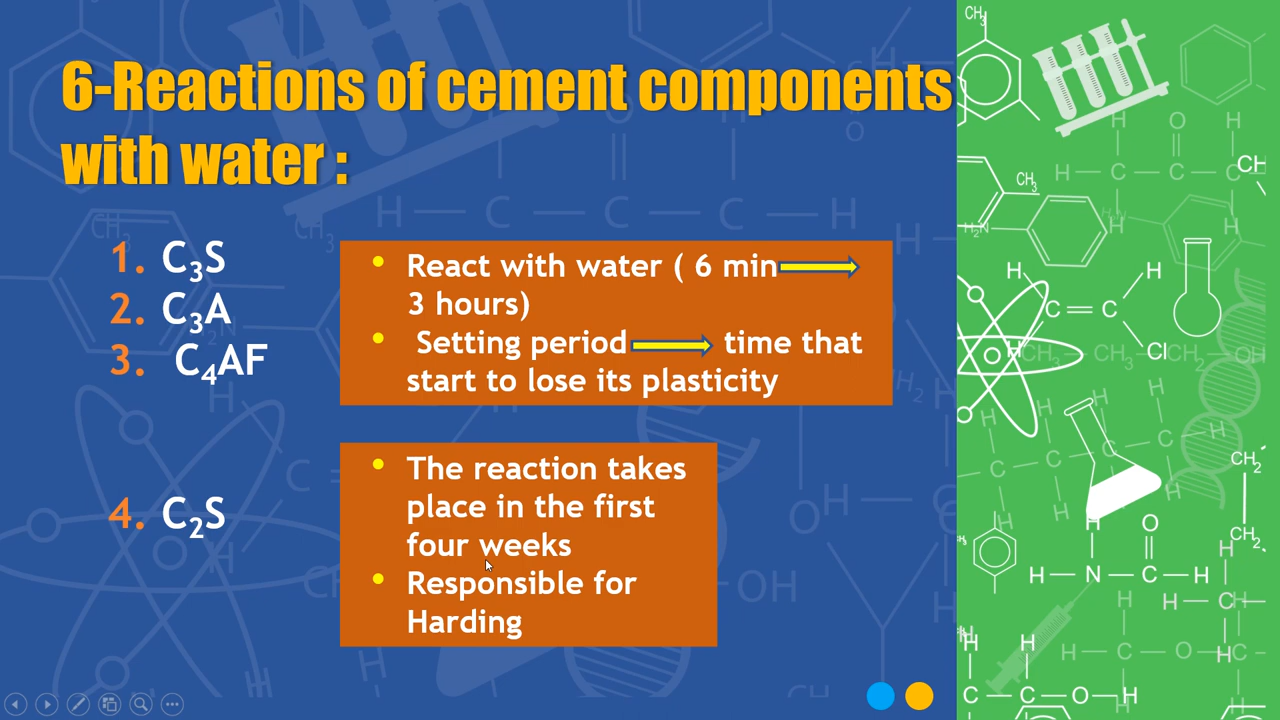 6-Reactions of cement components
with water :
1. C₃S
2. C₃A
3. C₄AF
• React with water ( 6 min
3 hours)
• Setting period time that
start to lose its plasticity
4. C₂S
• The reaction takes
place in the first
four weeks
• Responsible for
Harding